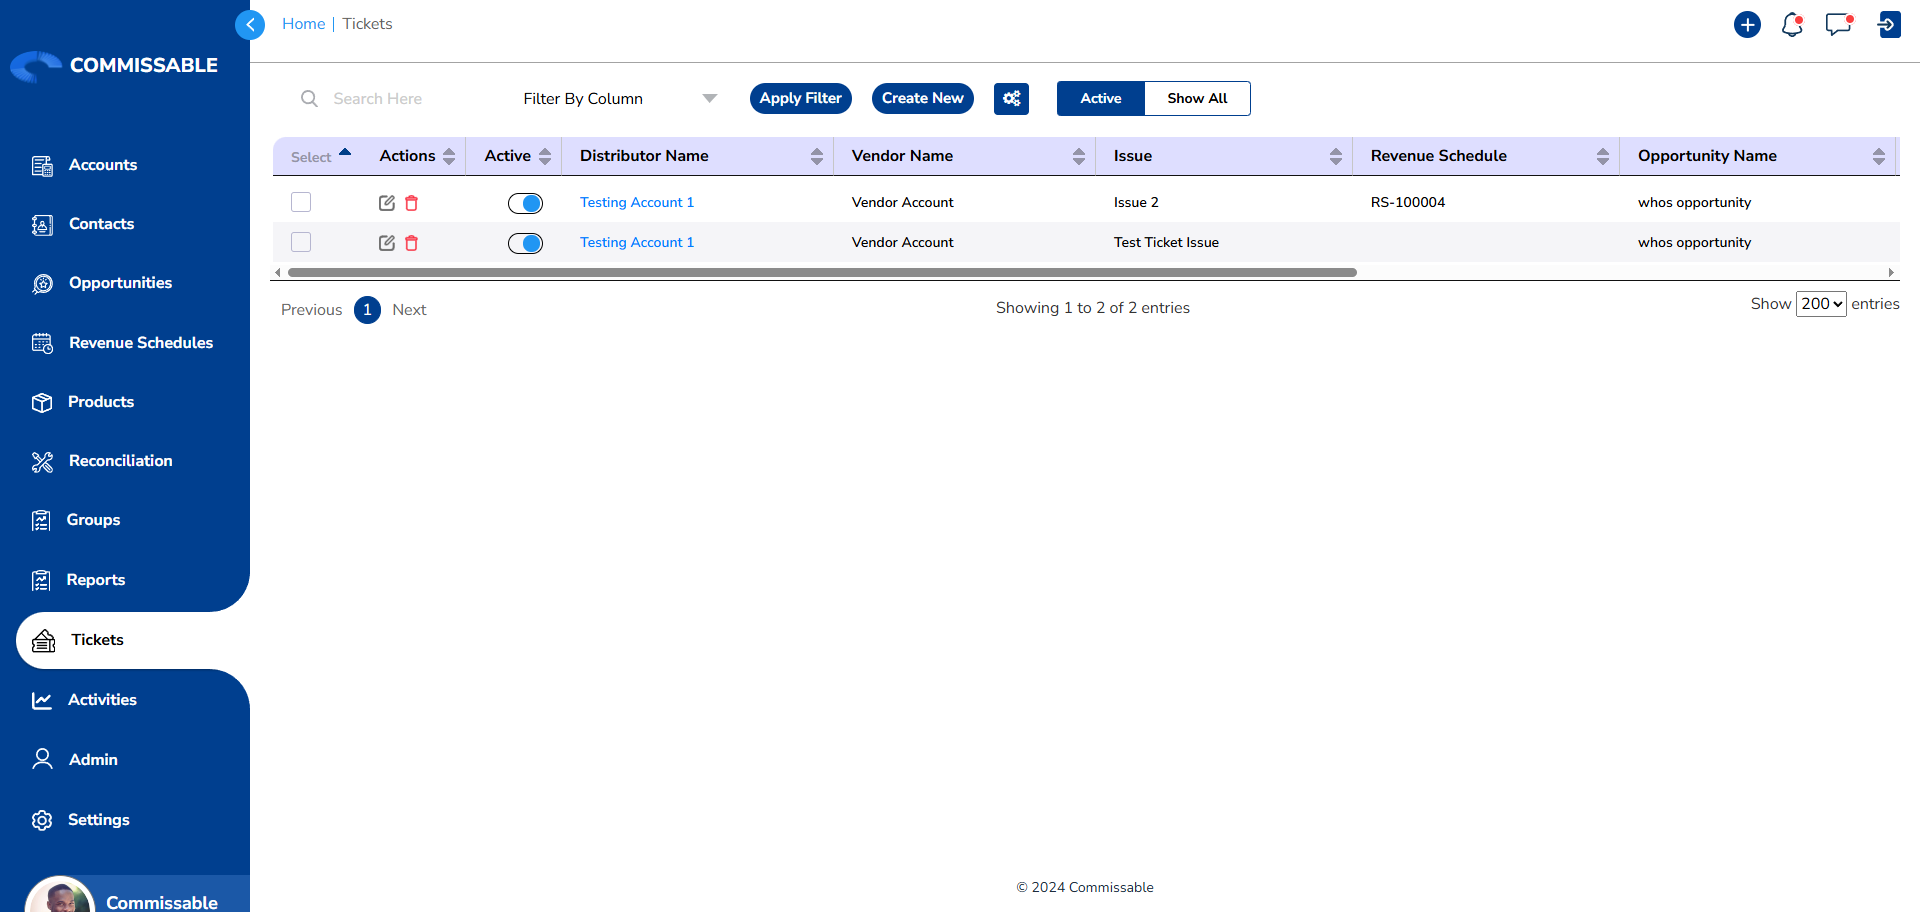 Home | Tickets
COMMISSABLE
Accounts
Contacts
Opportunities
Revenue Schedules
Products
Reconciliation
Groups
Reports
Tickets
Activities
Admin
Settings
Commissable
Search Here
Filter By Column
Apply Filter
Create New
Active
Show All
Select Actions Active Distributor Name Vendor Name Issue Revenue Schedule Opportunity Name
Testing Account 1 Vendor Account Issue 2 RS-100004 whos opportunity
Testing Account 1 Vendor Account Test Ticket Issue whos opportunity
Previous 1 Next
Showing 1 to 2 of 2 entries
Show 200 entries
© 2024 Commissable